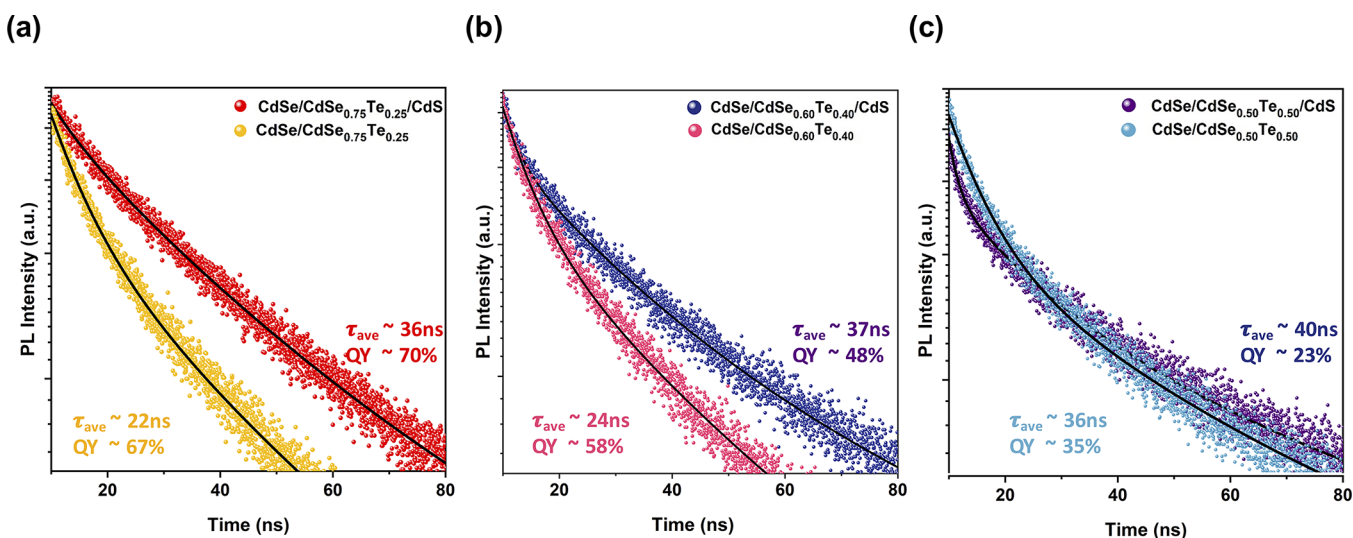 (a)
CdSe/CdSe0.75Te0.25/CdS
CdSe/CdSe0.75Te0.25
PL Intensity (a.u.)
τave ~ 36ns
QY ~ 70%
τave ~ 22ns
QY ~ 67%
20 40 60 80
Time (ns)
(b)
CdSe/CdSe0.60Te0.40/CdS
CdSe/CdSe0.60Te0.40
PL Intensity (a.u.)
τave ~ 37ns
QY ~ 48%
τave ~ 24ns
QY ~ 58%
20 40 60 80
Time (ns)
(c)
CdSe/CdSe0.50Te0.50/CdS
CdSe/CdSe0.50Te0.50
PL Intensity (a.u.)
τave ~ 40ns
QY ~ 23%
τave ~ 36ns
QY ~ 35%
20 40 60 80
Time (ns)